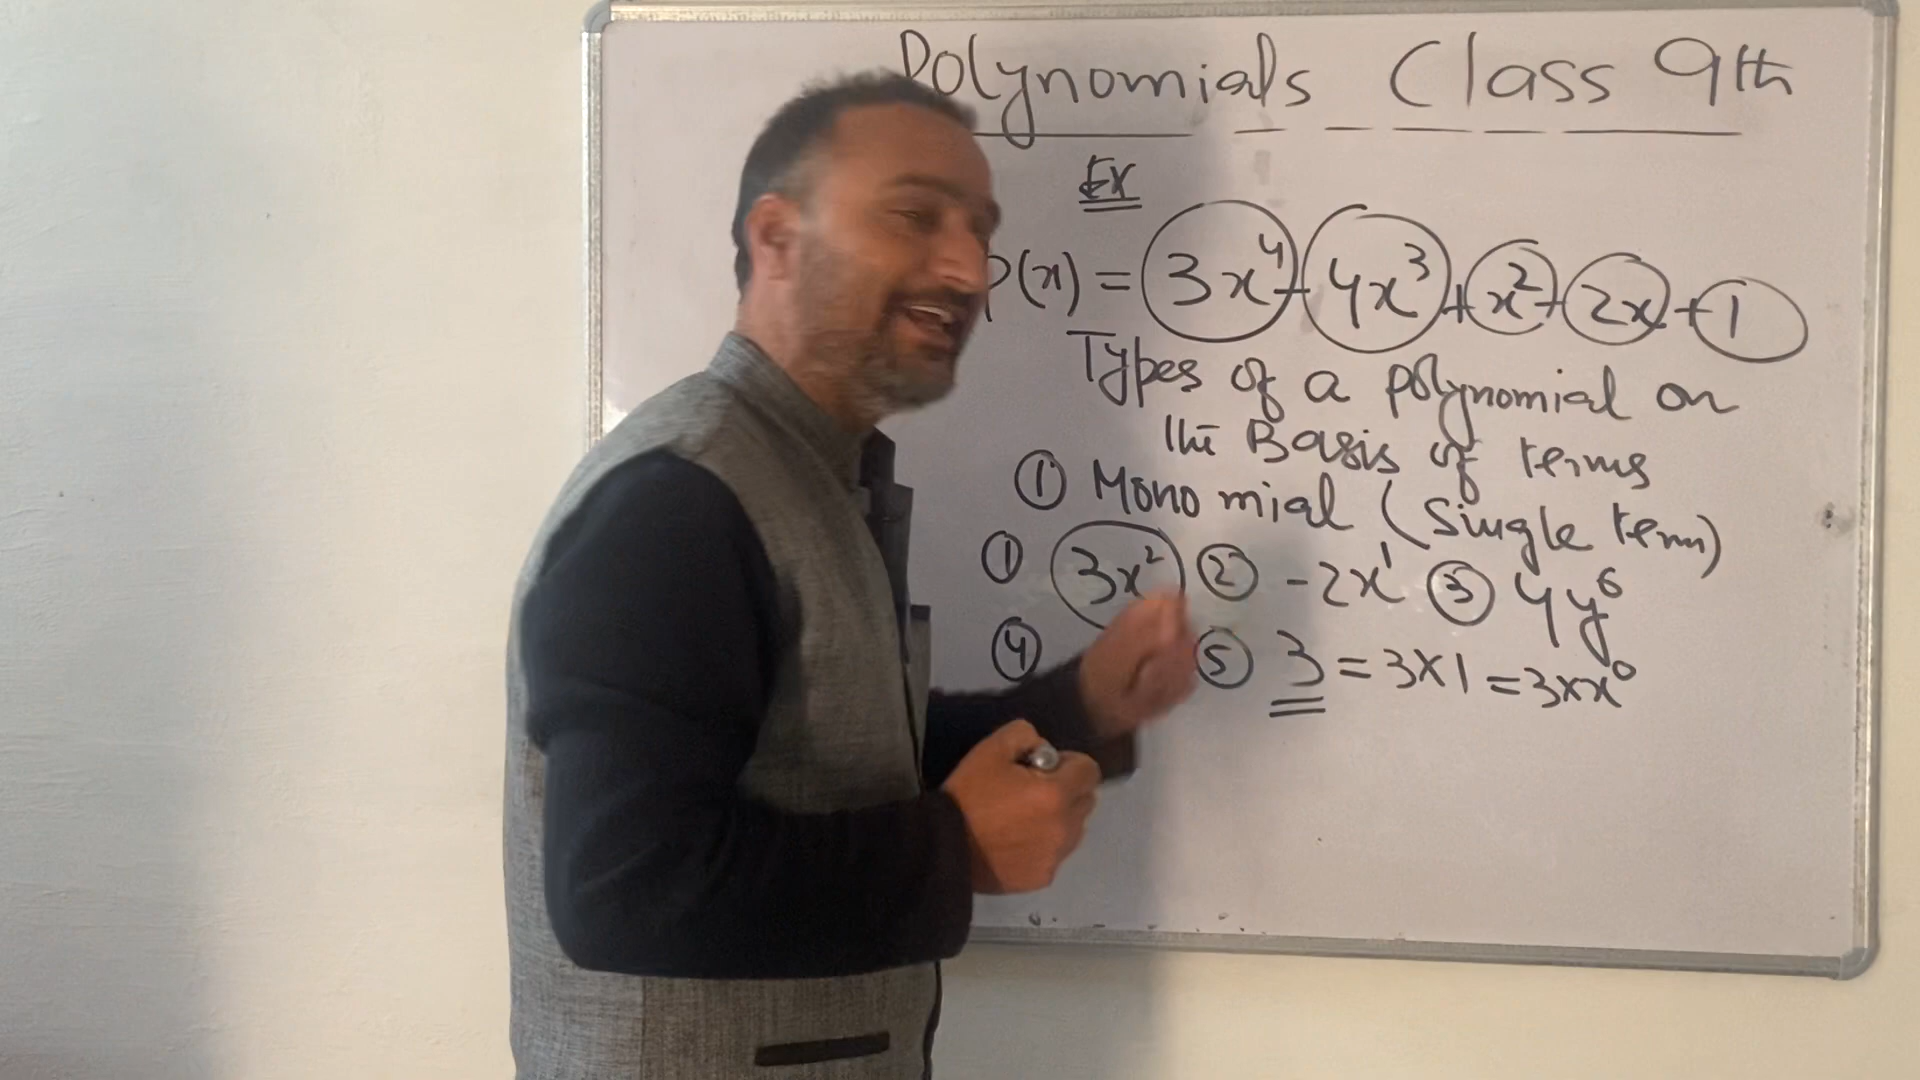 Polynomials Class 9th
Ex
P(x) = 3x⁴ - 4x³ + x² + 2x + 1
Types of a polynomial on
the Basis of terms
① Monomial (Single term)
① 3x² ② -2x¹ ③ 4y⁶
④ ⑤ 3 = 3×1 = 3×x⁰